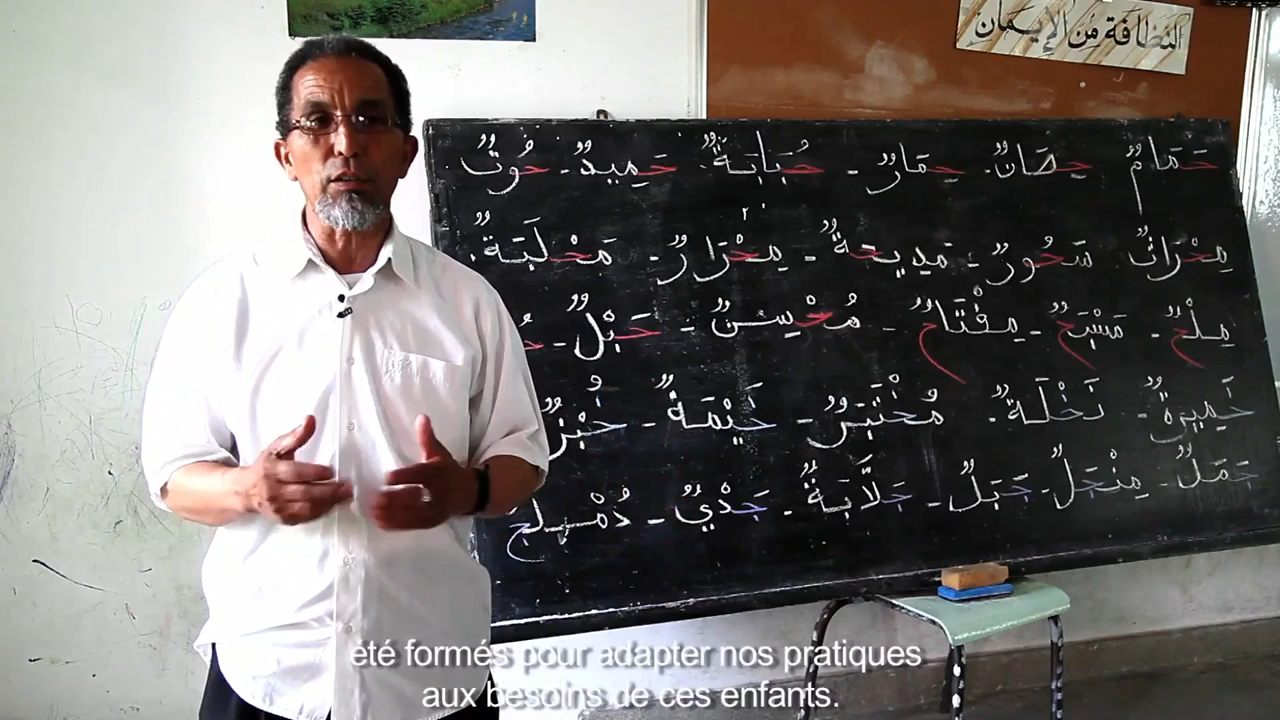 النظافة من الإيمان
حَمَامٌ حِصَانٌ - حِمَارٌ - حُبَابَةٌ - حَمِيدٌ - حُوتٌ
مِحْرَاثٌ سَحُورٌ - مَدِيحَةٌ - مِحْرَارٌ - مَحْلَبَةٌ
مِلْحٌ - مَسْبَحٌ - مِفْتَاحٌ - مُحْسِنٌ - حَبْلٌ -
خَمِيرَةٌ - نَخْلَةٌ - مُخْتَبَرٌ - خَيْمَةٌ - خُبْزٌ
جَمَلٌ - مِنْجَلٌ - جَبَلٌ - جَلَّابَةٌ - جَدْيٌ - دُمْلُجٌ
été formés pour adapter nos pratiques
aux besoins de ces enfants.